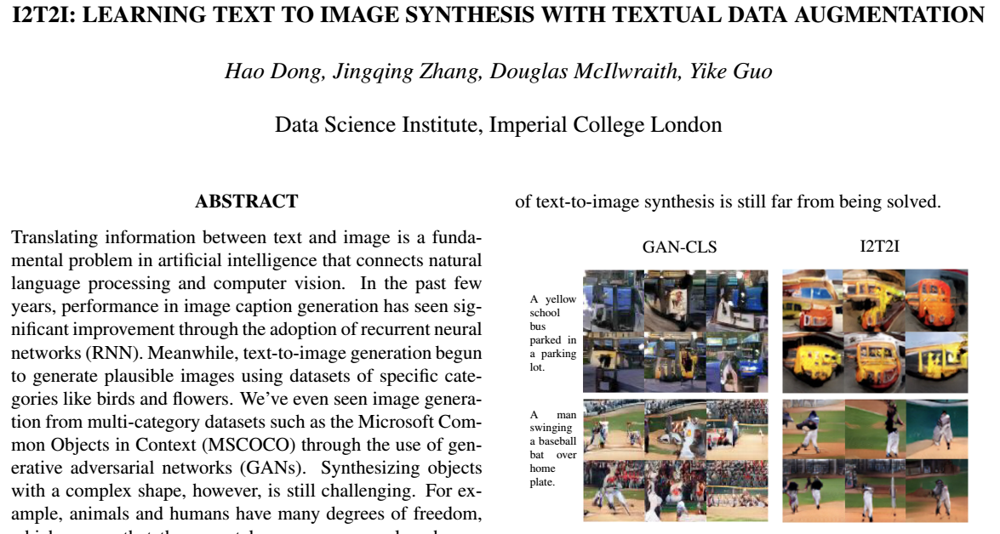 I2T2I: LEARNING TEXT TO IMAGE SYNTHESIS WITH TEXTUAL DATA AUGMENTATION
Hao Dong, Jingqing Zhang, Douglas McIlwraith, Yike Guo
Data Science Institute, Imperial College London
ABSTRACT
Translating information between text and image is a funda-
mental problem in artificial intelligence that connects natural
language processing and computer vision. In the past few
years, performance in image caption generation has seen sig-
nificant improvement through the adoption of recurrent neural
networks (RNN). Meanwhile, text-to-image generation begun
to generate plausible images using datasets of specific cate-
gories like birds and flowers. We've even seen image genera-
tion from multi-category datasets such as the Microsoft Com-
mon Objects in Context (MSCOCO) through the use of gen-
erative adversarial networks (GANs). Synthesizing objects
with a complex shape, however, is still challenging. For ex-
ample, animals and humans have many degrees of freedom,
of text-to-image synthesis is still far from being solved.
GAN-CLS
I2T2I
A yellow
school
bus
parked in
a parking
lot.
A man
swinging
a baseball
bat over
home
plate.